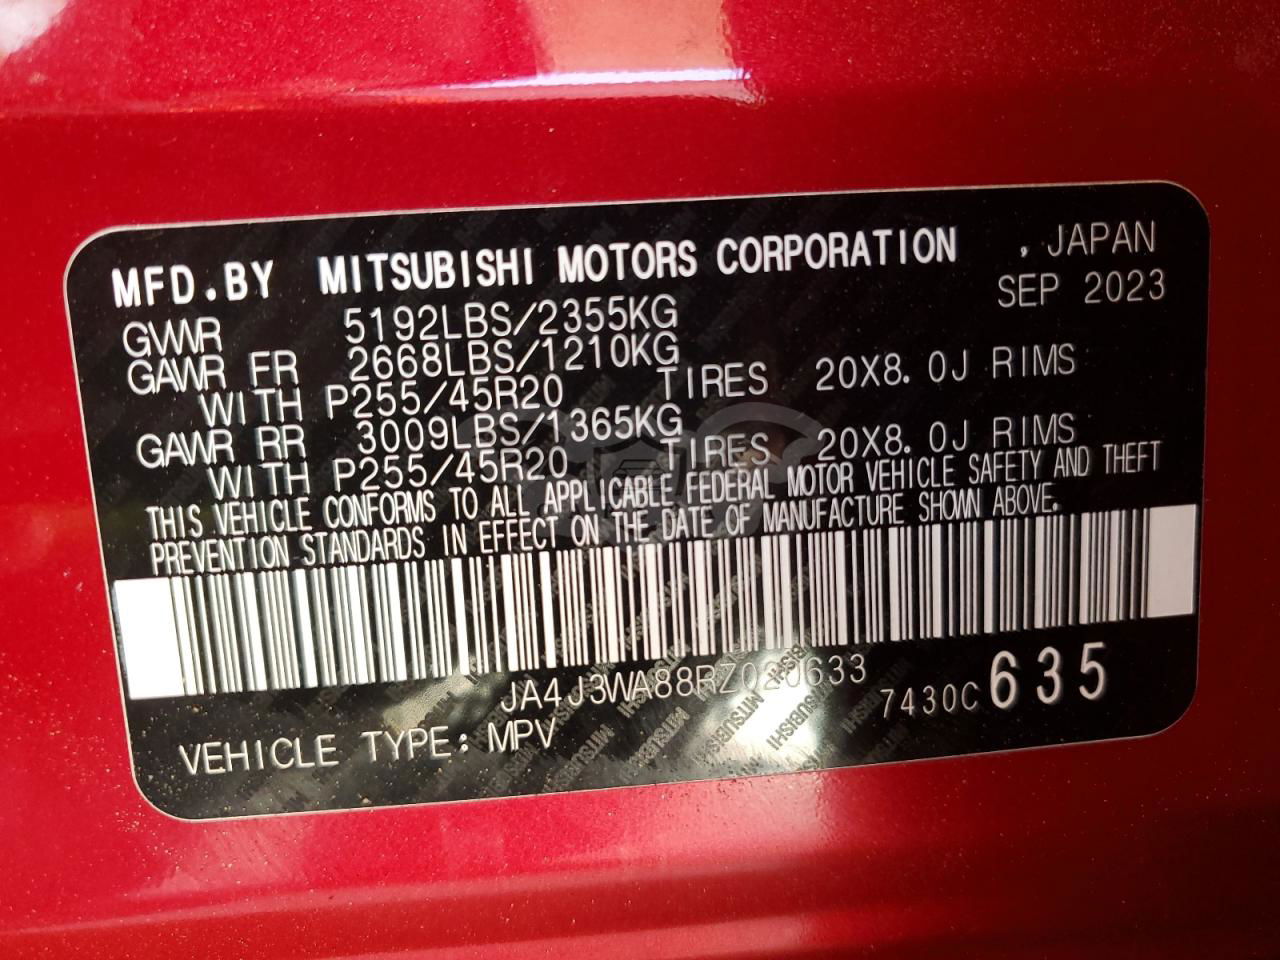 MFD.BY MITSUBISHI MOTORS CORPORATION , JAPAN
SEP 2023
GVWR 5192LBS/2355KG
GAWR FR 2668LBS/1210KG
WITH P255/45R20 TIRES 20X8.0J RIMS
GAWR RR 3009LBS/1365KG
WITH P255/45R20 TIRES 20X8.0J RIMS
THIS VEHICLE CONFORMS TO ALL APPLICABLE FEDERAL MOTOR VEHICLE SAFETY AND THEFT
PREVENTION STANDARDS IN EFFECT ON THE DATE OF MANUFACTURE SHOWN ABOVE.
JA4J3WA88RZ020633
7430C 635
VEHICLE TYPE: MPV